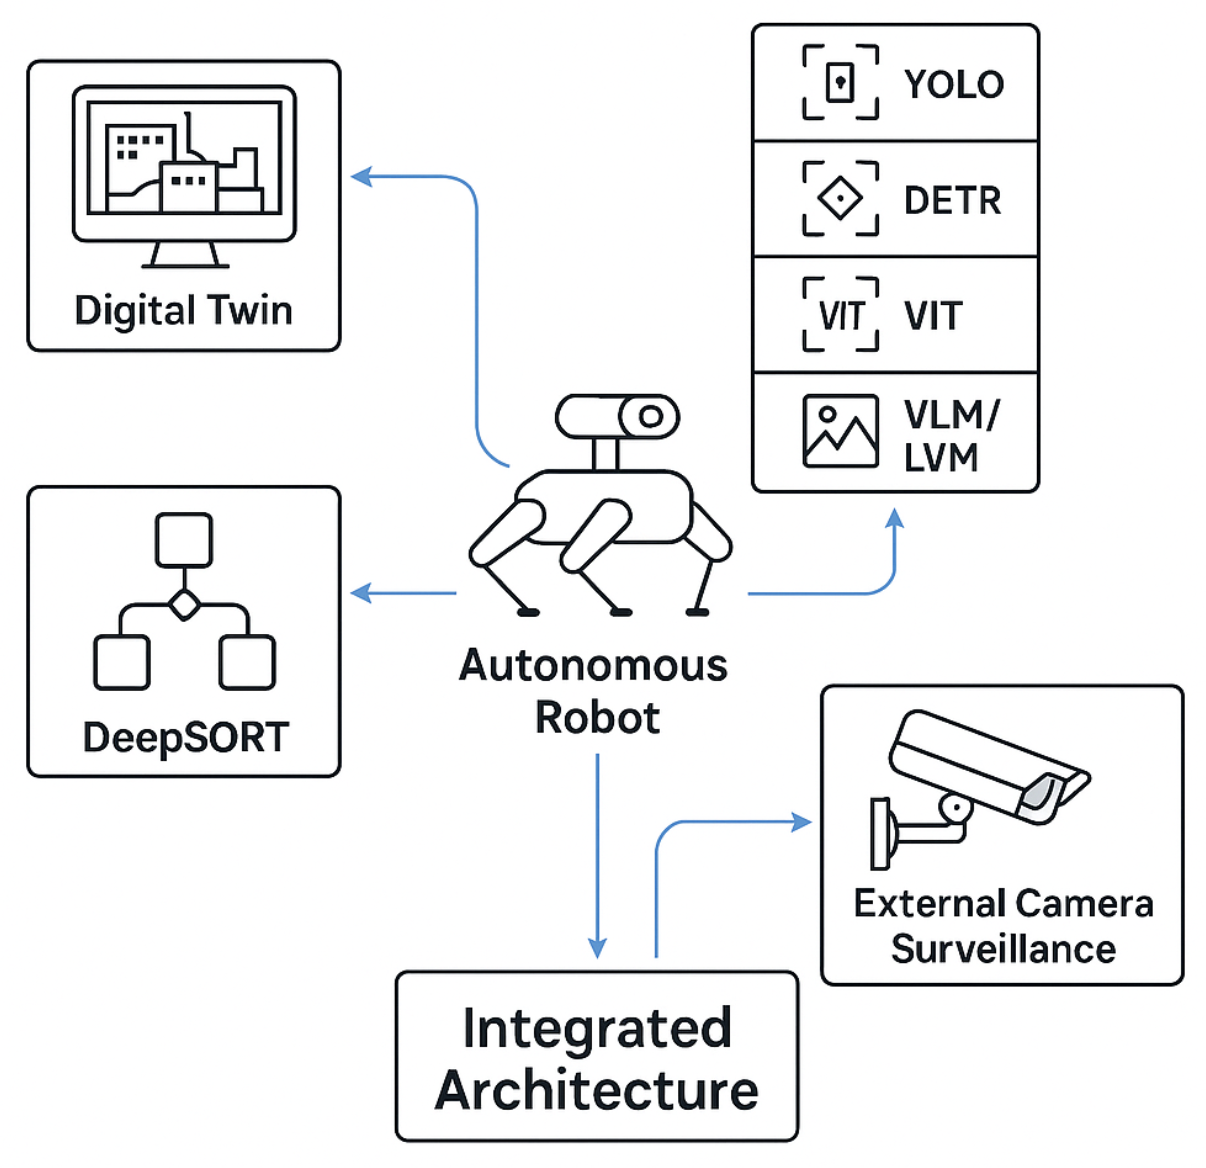 YOLO
DETR
VIT VIT
VLM/
LVM
Digital Twin
DeepSORT
Autonomous
Robot
External Camera
Surveillance
Integrated
Architecture